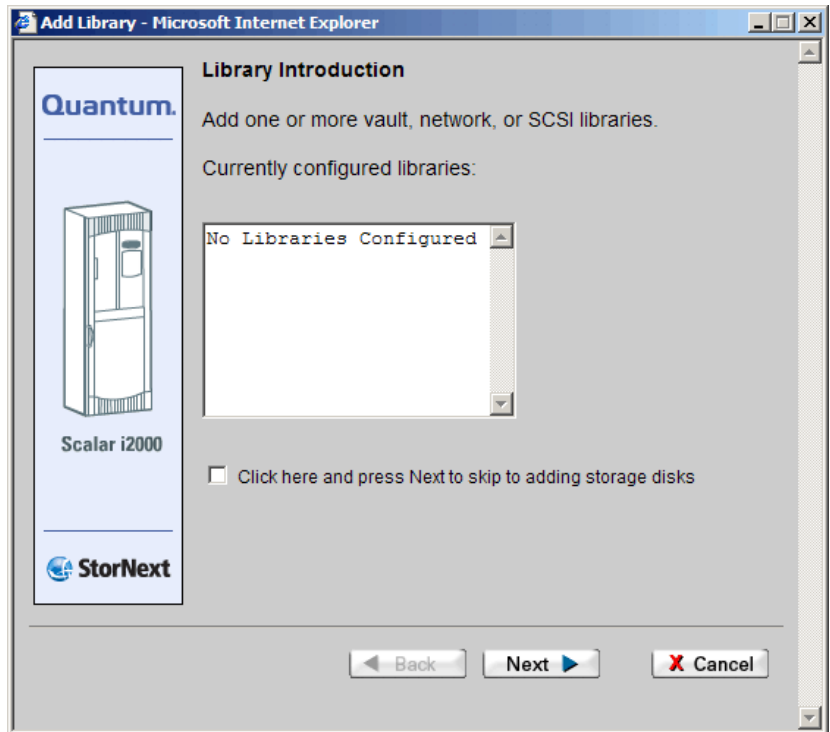 Add Library - Microsoft Internet Explorer
Quantum.
Scalar i2000
StorNext
Library Introduction
Add one or more vault, network, or SCSI libraries.
Currently configured libraries:
No Libraries Configured
Click here and press Next to skip to adding storage disks
Back
Next
X Cancel